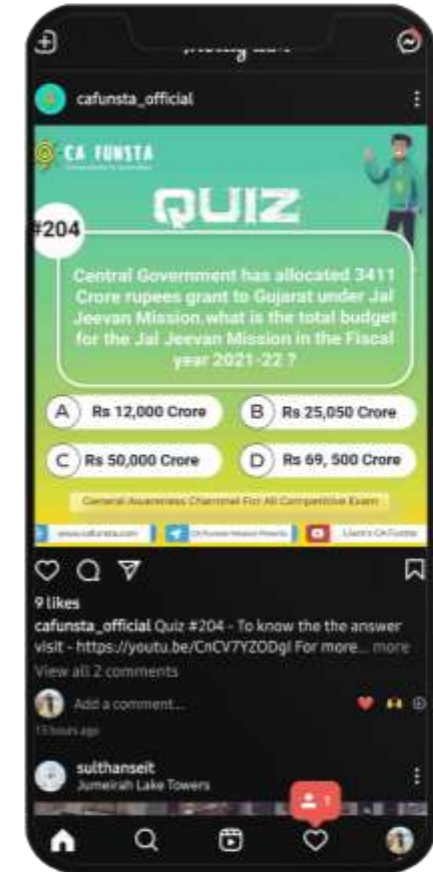 cafunsta_official
CA FUNSTA
QUIZ
#204
Central Government has allocated 3411
Crore rupees grant to Gujarat under Jal
Jeevan Mission, what is the total budget
for the Jal Jeevan Mission in the Fiscal
year 2021-22 ?
A Rs 12,000 Crore
B Rs 25,050 Crore
C Rs 50,000 Crore
D Rs 69, 500 Crore
General Awareness Channel For All Competitive Exam
www.cafunsta.com
9 likes
cafunsta_official Quiz #204 - To know the the answer
visit - https://youtu.be/CnCV7YZODgI For more... more
View all 2 comments
Add a comment...
13 hours ago
sulthanseit
Jumeirah Lake Towers
1